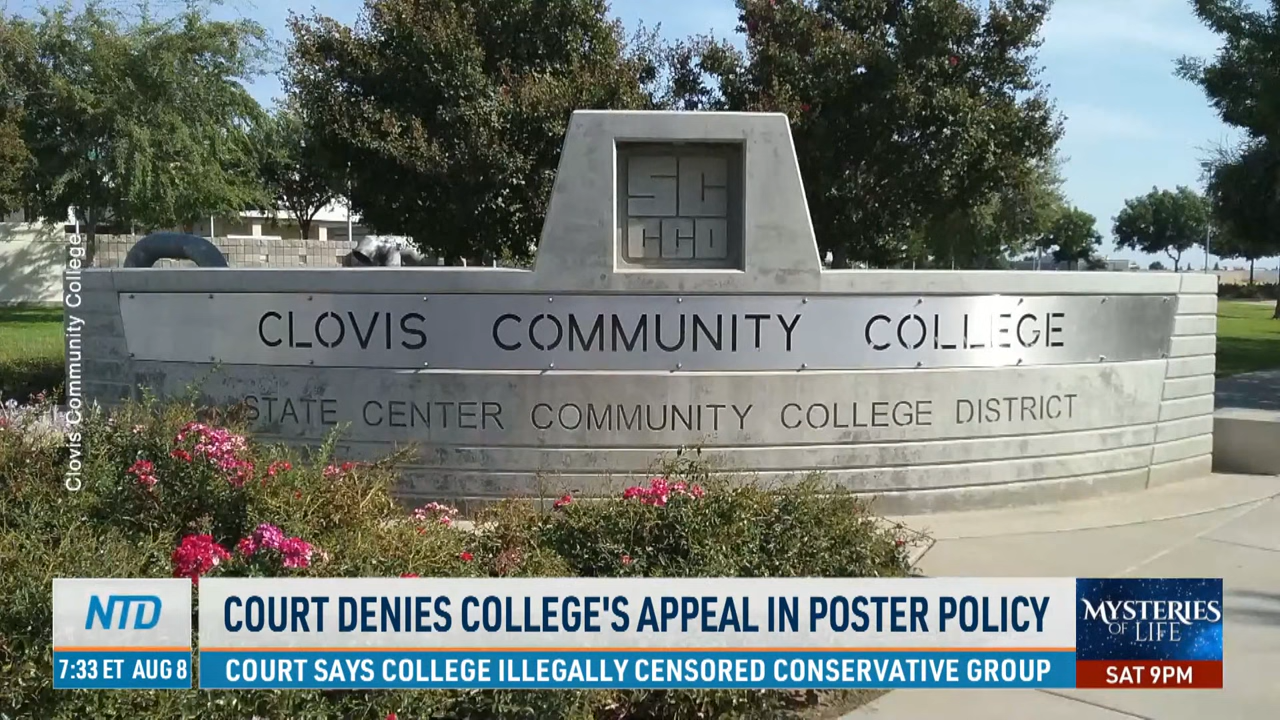 SC
CCD
CLOVIS COMMUNITY COLLEGE
STATE CENTER COMMUNITY COLLEGE DISTRICT
Clovis Community College
NTD
COURT DENIES COLLEGE'S APPEAL IN POSTER POLICY
7:33 ET AUG 8
COURT SAYS COLLEGE ILLEGALLY CENSORED CONSERVATIVE GROUP
MYSTERIES
OF LIFE
SAT 9PM